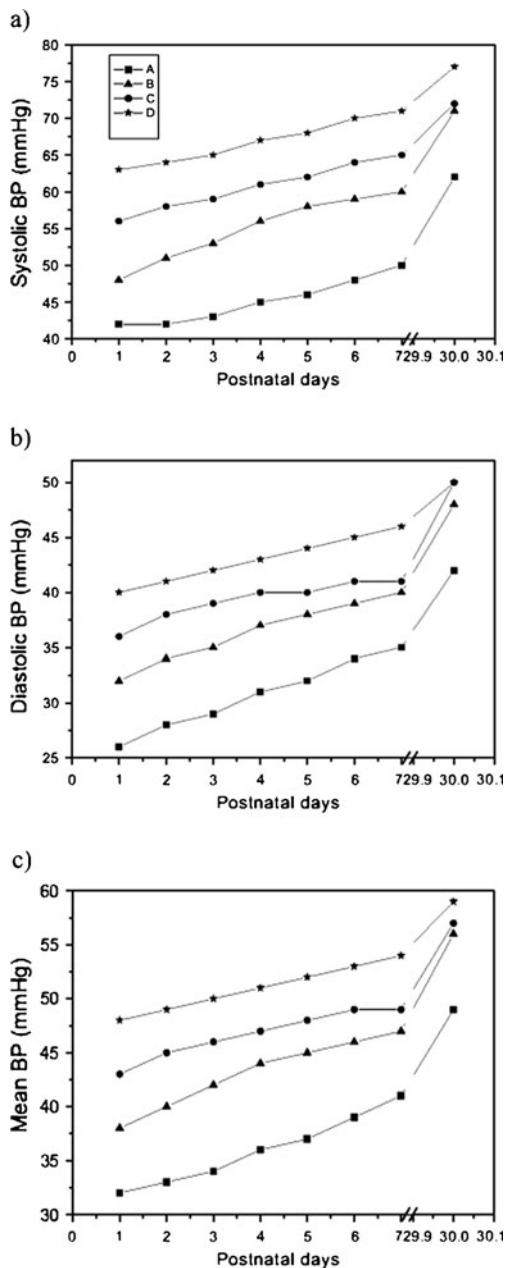 a)
Systolic BP (mmHg)
80
75
70
65
60
55
50
45
40
A
B
C
D
0 1 2 3 4 5 6 7 29.9 30.0 30.1
Postnatal days
b)
Diastolic BP (mmHg)
50
45
40
35
30
25
0 1 2 3 4 5 6 7 29.9 30.0 30.1
Postnatal days
c)
Mean BP (mmHg)
60
55
50
45
40
35
30
0 1 2 3 4 5 6 7 29.9 30.0 30.1
Postnatal days